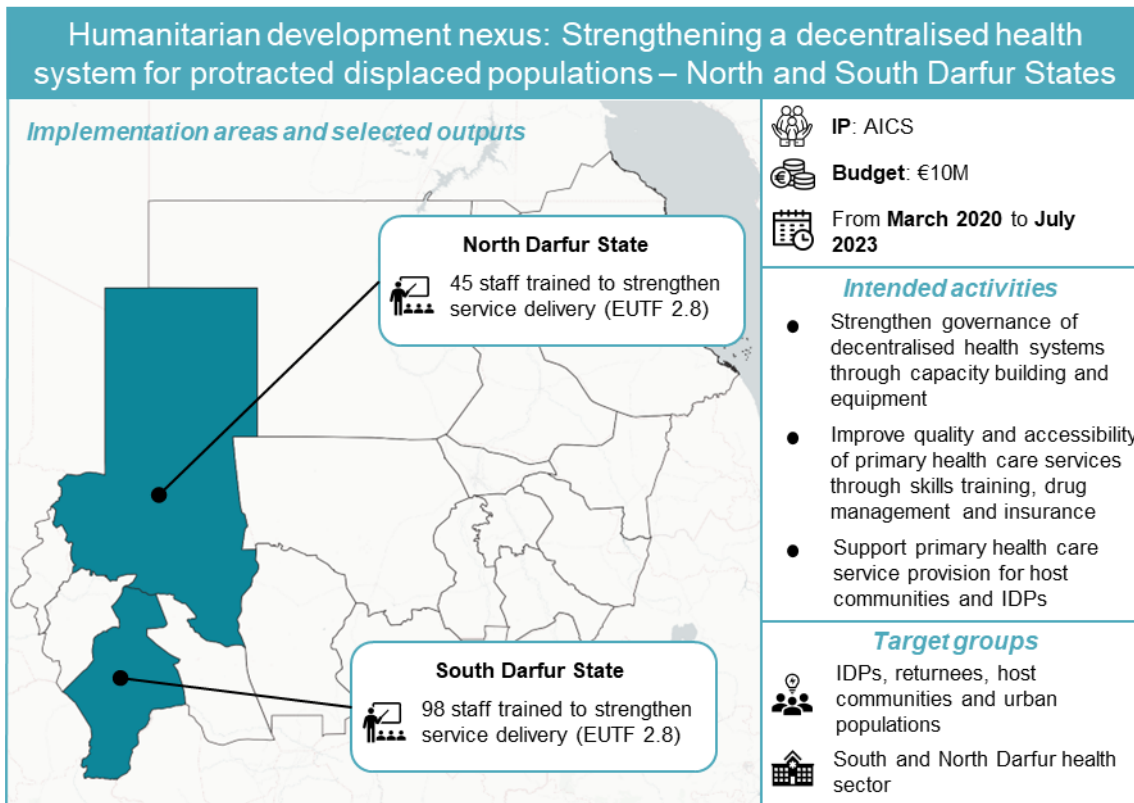 Humanitarian development nexus: Strengthening a decentralised health
system for protracted displaced populations – North and South Darfur States
Implementation areas and selected outputs
North Darfur State
45 staff trained to strengthen
service delivery (EUTF 2.8)
South Darfur State
98 staff trained to strengthen
service delivery (EUTF 2.8)
IP: AICS
Budget: €10M
From March 2020 to July
2023
Intended activities
● Strengthen governance of
decentralised health systems
through capacity building and
equipment
● Improve quality and accessibility
of primary health care services
through skills training, drug
management and insurance
● Support primary health care
service provision for host
communities and IDPs
Target groups
IDPs, returnees, host
communities and urban
populations
South and North Darfur health
sector